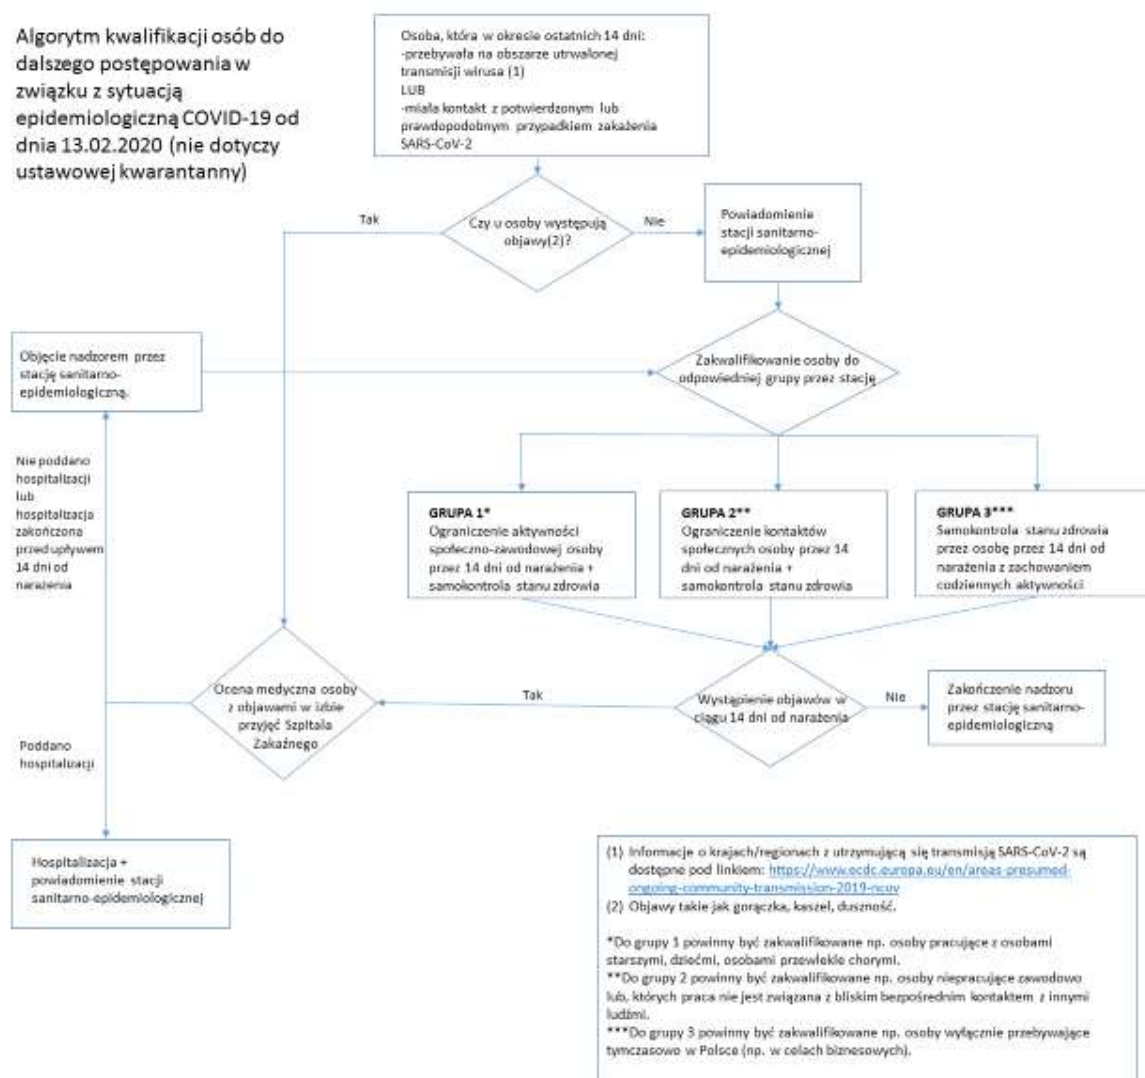 Algorytm kwalifikacji osób do
dalszego postępowania w
związku z sytuacją
epidemiologiczną COVID-19 od
dnia 13.02.2020 (nie dotyczy
ustawowej kwarantanny)
Osoba, która w okresie ostatnich 14 dni:
-przebywała na obszarze utrwalonej
transmisji wirusa (1)
LUB
-miała kontakt z potwierdzonym lub
prawdopodobnym przypadkiem zakażenia
SARS-CoV-2
Czy u osoby występują
objawy(2)?
Tak
Nie
Powiadomienie
stacji sanitarno-
epidemiologicznej
Objęcie nadzorem przez
stację sanitarno-
epidemiologiczną.
Zakwalifikowanie osoby do
odpowiedniej grupy przez stację
Nie poddano
hospitalizacji
lub
hospitalizacja
zakończona
przed upływem
14 dni od
narażenia
GRUPA 1*
Ograniczenie aktywności
społeczno-zawodowej osoby
przez 14 dni od narażenia +
samokontrola stanu zdrowia
GRUPA 2**
Ograniczenie kontaktów
społecznych osoby przez 14
dni od narażenia +
samokontrola stanu zdrowia
GRUPA 3***
Samokontrola stanu zdrowia
przez osobę przez 14 dni od
narażenia z zachowaniem
codziennych aktywności
Ocena medyczna osoby
z objawami w izbie
przyjęć Szpitala
Zakaźnego
Tak
Wystąpienie objawów w
ciągu 14 dni od narażenia
Nie
Zakończenie nadzoru
przez stację sanitarno-
epidemiologiczną
Poddano
hospitalizacji
Hospitalizacja +
powiadomienie stacji
sanitarno-epidemiologicznej
(1) Informacje o krajach/regionach z utrzymującą się transmisją SARS-CoV-2 są
dostępne pod linkiem: https://www.ecdc.europa.eu/en/areas-presumed-
ongoing-community-transmission-2019-ncov
(2) Objawy takie jak gorączka, kaszel, duszność.
*Do grupy 1 powinny być zakwalifikowane np. osoby pracujące z osobami
starszymi, dziećmi, osobami przewlekle chorymi.
**Do grupy 2 powinny być zakwalifikowane np. osoby niepracujące zawodowo
lub, których praca nie jest związana z bliskim bezpośrednim kontaktem z innymi
ludźmi.
***Do grupy 3 powinny być zakwalifikowane np. osoby wyłącznie przebywające
tymczasowo w Polsce (np. w celach biznesowych).